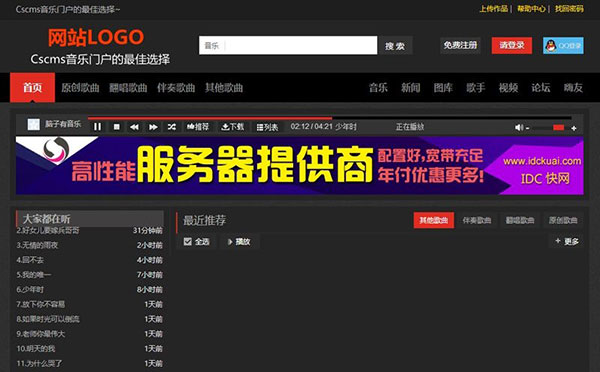 Cscms音乐门户的最佳选择~
上传作品 | 帮助中心 | 找回密码
网站LOGO
Cscms音乐门户的最佳选择
音乐
搜 索
免费注册
请登录
QQ登录
首页 原创歌曲 翻唱歌曲 伴奏歌曲 其他歌曲 音乐 新闻 图库 歌手 视频 论坛 嗨友
脑子有音乐
推荐 下载 列表 02:12 / 04:21 少年时 正在播放
高性能服务器提供商
配置好,宽带充足
年付优惠更多!
www.idckuai.com
IDC 快网
大家都在听
2.好女儿要嫁兵哥哥 31分钟前
3.无情的雨夜 2小时前
4.回不去 4小时前
5.我的唯一 7小时前
6.少年时 8小时前
7.放下你不容易 1天前
8.如果时光可以倒流 1天前
9.老师你最伟大 1天前
10.明天的我 1天前
11.为什么哭了 1天前
最近推荐
其他歌曲 伴奏歌曲 翻唱歌曲 原创歌曲
全选 播放 + 更多